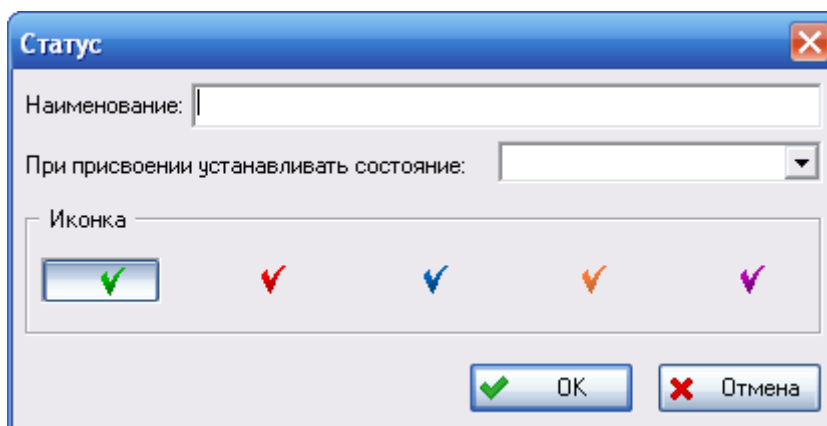 Статус
Наименование:
При присвоении устанавливать состояние:
Иконка
OK
Отмена